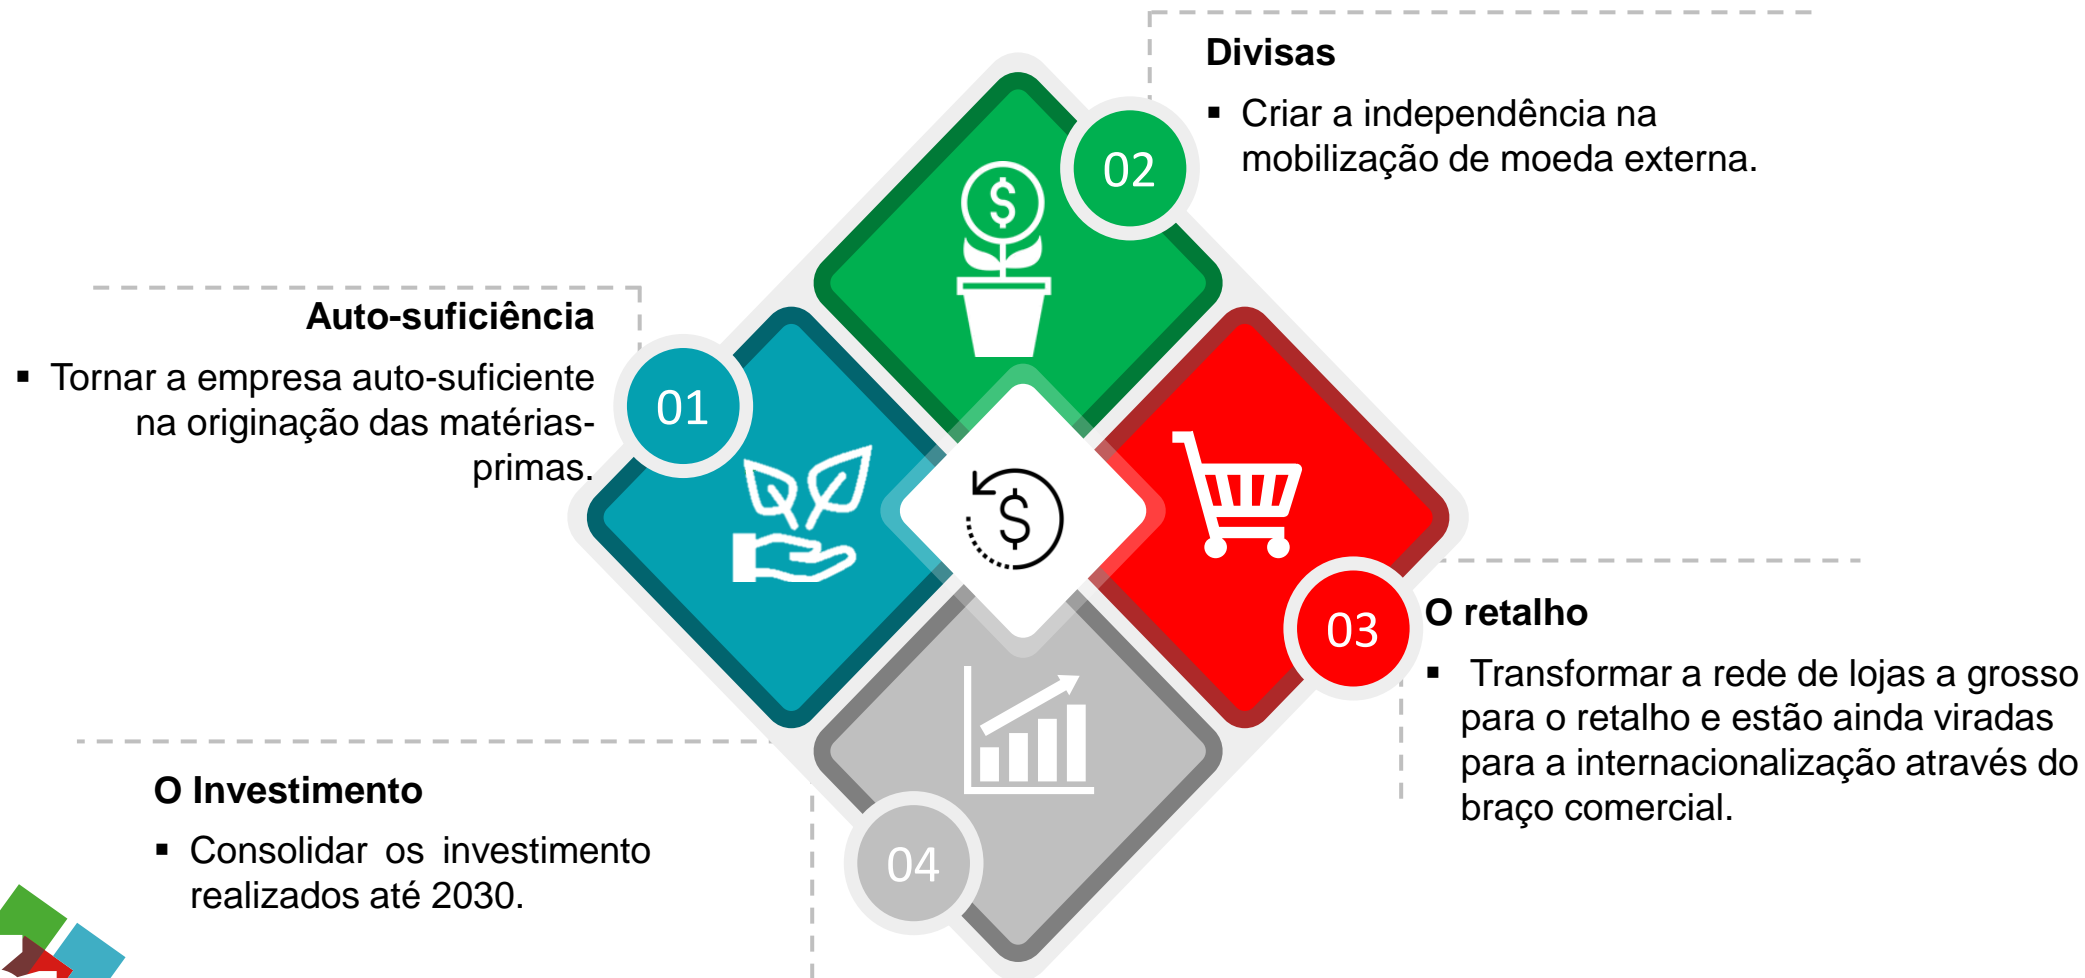 Divisas
▪ Criar a independência na
mobilização de moeda externa.
02
Auto-suficiência
▪ Tornar a empresa auto-suficiente
na originação das matérias-
primas.
01
$
$
03
O retalho
▪ Transformar a rede de lojas a grosso
para o retalho e estão ainda viradas
para a internacionalização através do
braço comercial.
O Investimento
▪ Consolidar os investimento
realizados até 2030.
04